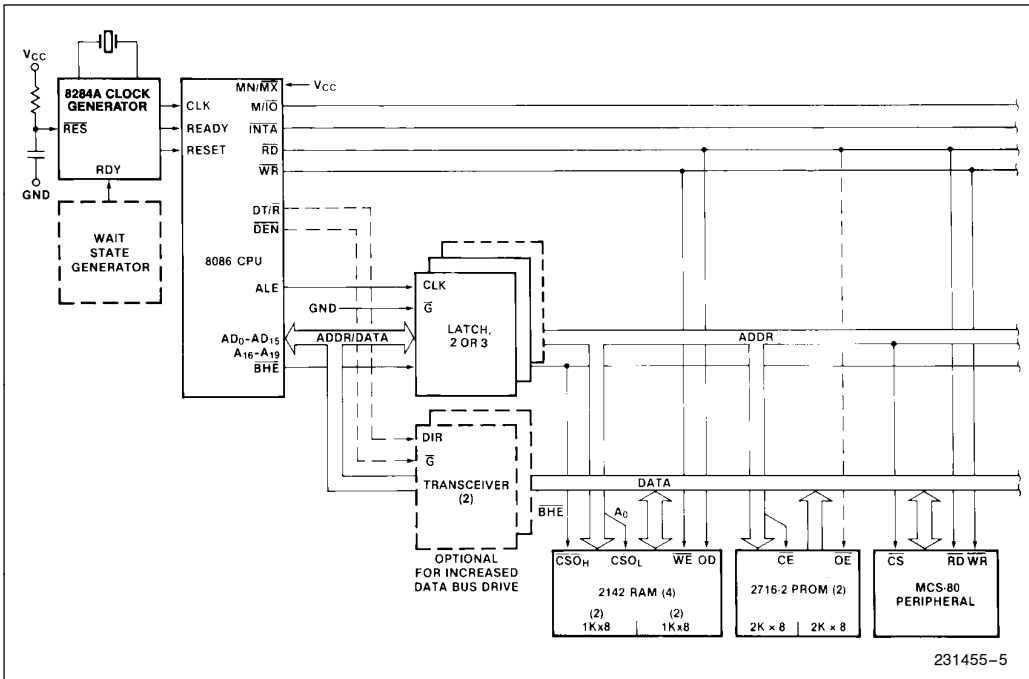 VCC
8284A CLOCK
GENERATOR
RES
RDY
GND
WAIT
STATE
GENERATOR
CLK
READY
RESET
8086 CPU
MN/MX
VCC
M/IO
INTA
RD
WR
DT/R
DEN
ALE
AD0-AD15
A16-A19
BHE
ADDR/DATA
GND
CLK
G
LATCH,
2 OR 3
ADDR
DIR
G
TRANSCEIVER
(2)
OPTIONAL
FOR INCREASED
DATA BUS DRIVE
DATA
BHE
A0
CSOH CSOL WE OD
2142 RAM (4)
(2) (2)
1K×8 1K×8
CE OE
2716-2 PROM (2)
2K × 8 2K × 8
CS RD WR
MCS-80
PERIPHERAL
231455–5